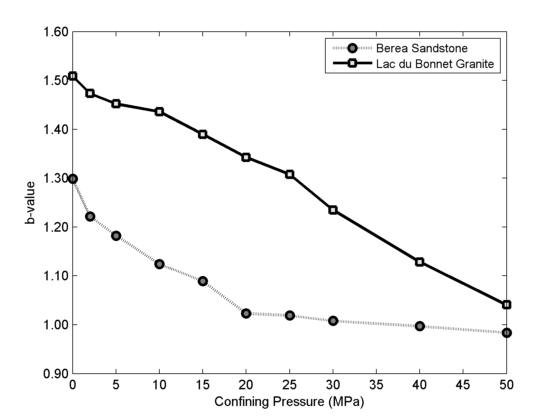 1.60
1.50
1.40
1.30
1.20
1.10
1.00
0.90
b-value
Berea Sandstone
Lac du Bonnet Granite
0 5 10 15 20 25 30 35 40 45 50
Confining Pressure (MPa)